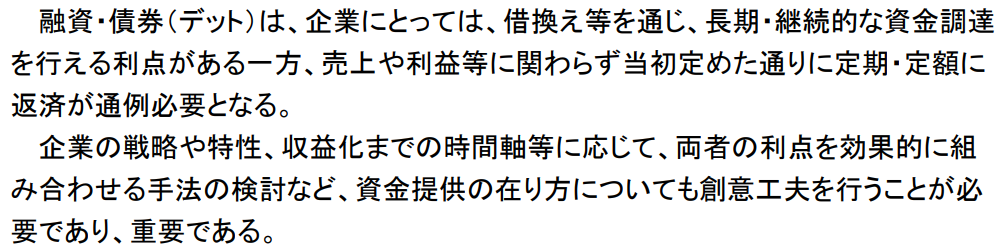 融資・債券（デット）は、企業にとっては、借換え等を通じ、長期・継続的な資金調達
を行える利点がある一方、売上や利益等に関わらず当初定めた通りに定期・定額に
返済が通例必要となる。
企業の戦略や特性、収益化までの時間軸等に応じて、両者の利点を効果的に組
み合わせる手法の検討など、資金提供の在り方についても創意工夫を行うことが必
要であり、重要である。